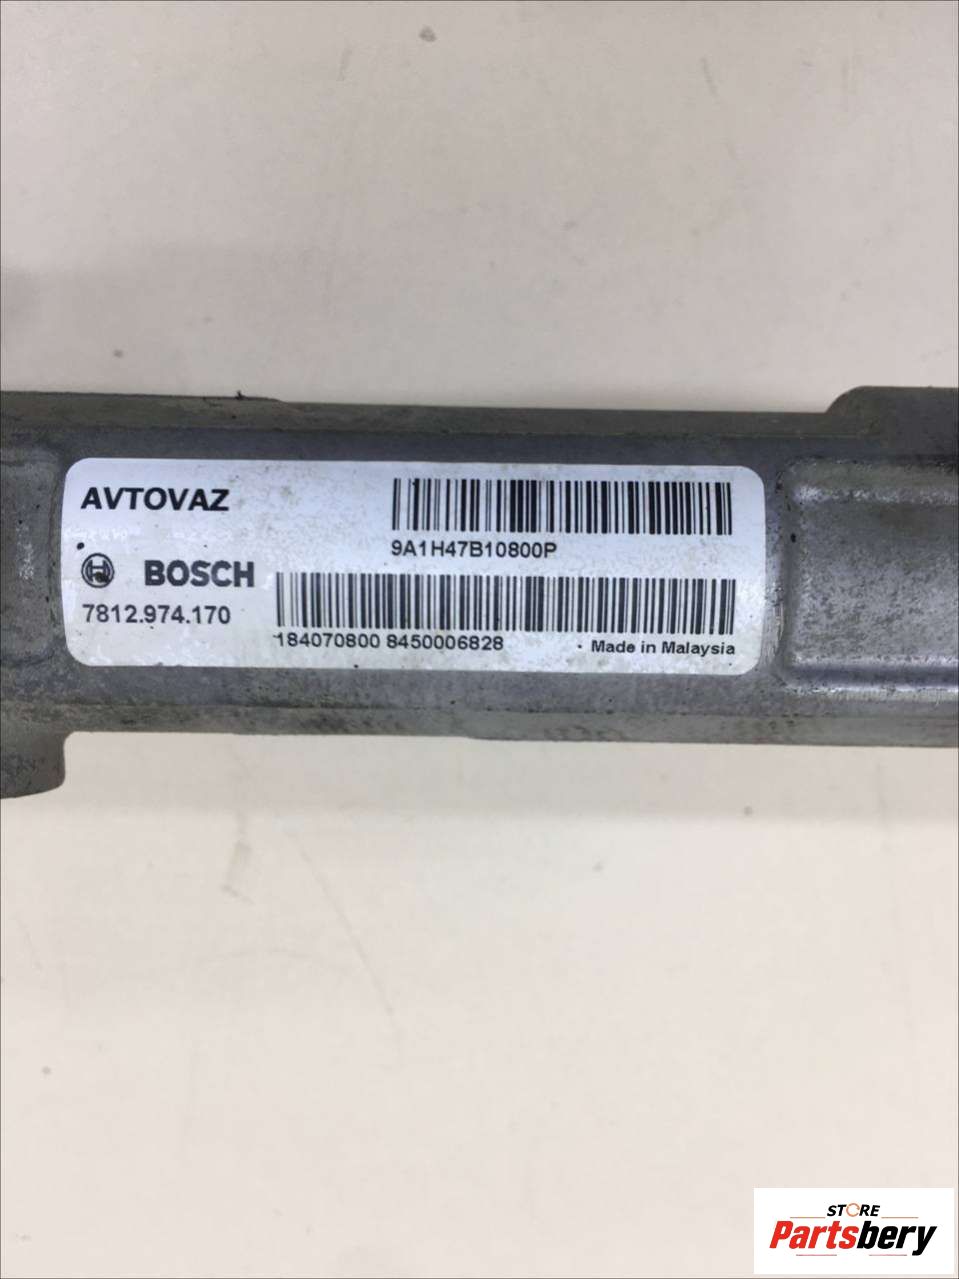 AVTOVAZ
9A1H47B10800P
BOSCH
7812.974.170
184070800 8450006828
Made in Malaysia
STORE
Partsbery